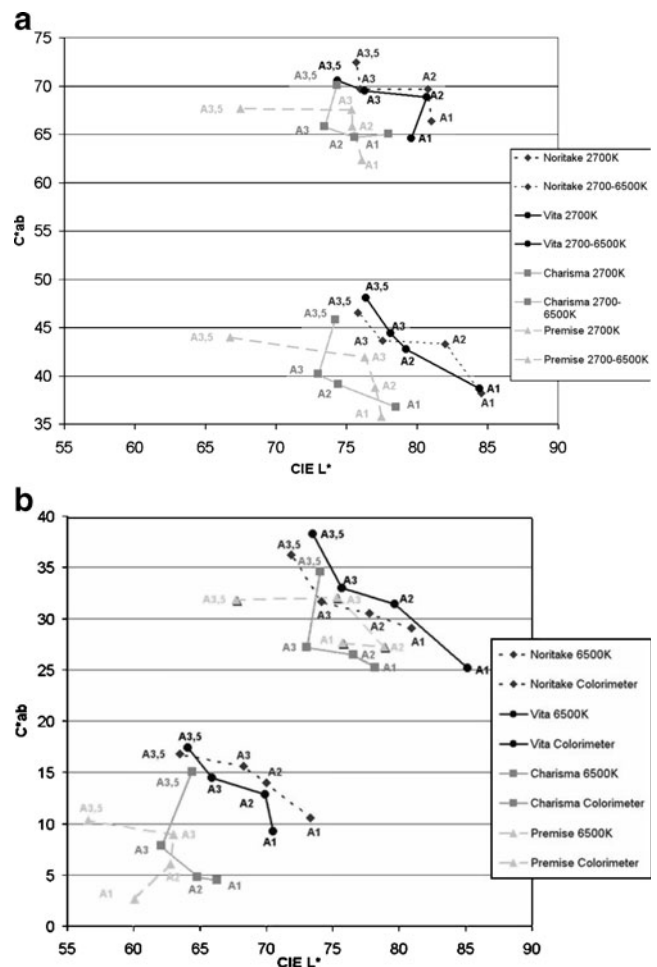 a
75
70
65
60
55
50
45
40
35
C*ab
A3,5
A3,5 A3,5 A3 A2
A3,5 A3 A3 A2
A3 A2 A1
A2 A1 A1
A1
A3,5
A3,5 A3,5
A3,5 A3 A3 A2
A3 A2
A2 A2 A1
A1 A1 A1
55 60 65 70 75 80 85 90
CIE L*
Noritake 2700K
Noritake 2700-6500K
Vita 2700K
Vita 2700-6500K
Charisma 2700K
Charisma 2700-
6500K
Premise 2700K
Premise 2700-6500K
b
40
35
30
25
20
15
10
5
0
C*ab
A3,5 A3,5
A3,5
A3,5 A3 A3
A3 A2
A1 A2 A1
A3 A2 A2
A1 A1
A3,5
A3,5 A3
A3,5 A3 A2
A3,5 A2 A1
A3 A3 A1
A2
A1 A2 A1
55 60 65 70 75 80 85 90
CIE L*
Noritake 6500K
Noritake Colorimeter
Vita 6500K
Vita Colorimeter
Charisma 6500K
Charisma Colorimeter
Premise 6500K
Premise Colorimeter